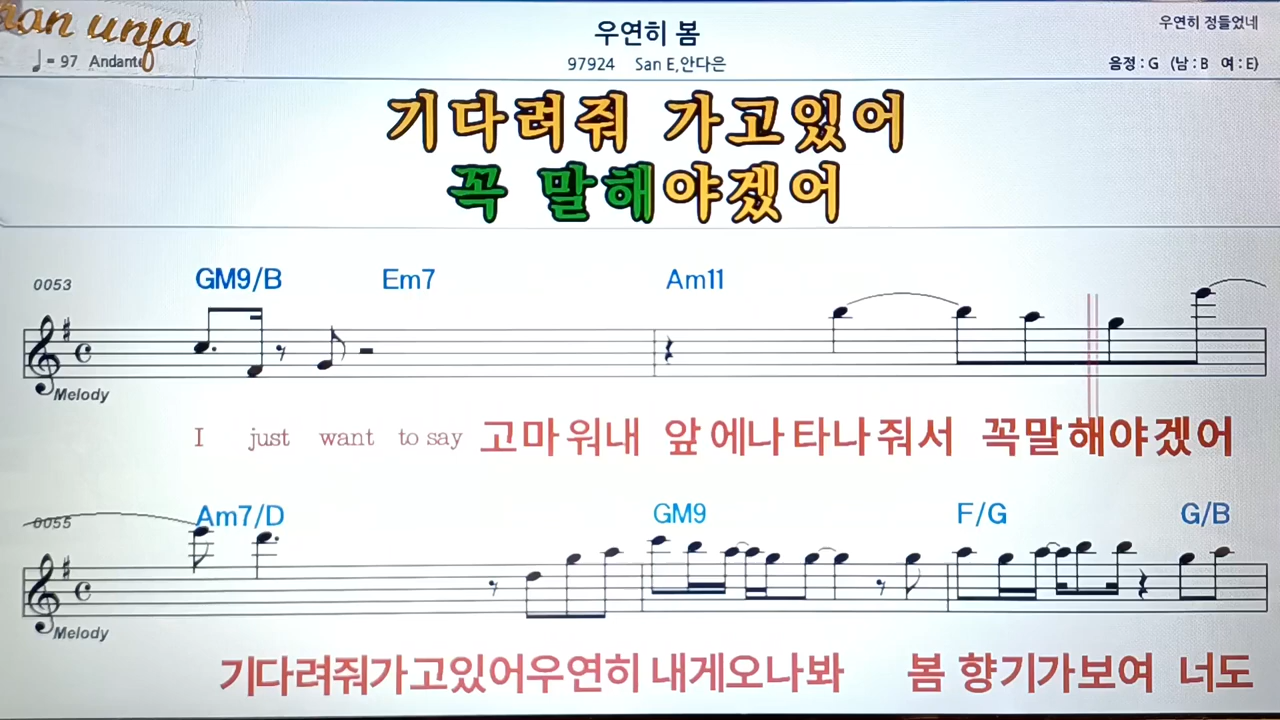 nan unja
♩= 97 Andante
우연히 봄
97924 San E,안다은
우연히 정들었네
음정 : G (남 : B 여 : E)
기다려줘 가고있어
꼭 말해야겠어
0053
GM9/B Em7 Am11
Melody
I just want to say 고마워내 앞에나타나줘서 꼭말해야겠어
0055
Am7/D GM9 F/G G/B
Melody
기다려줘가고있어우연히 내게오나봐 봄 향기가보여 너도